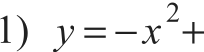 1) y = −x² +